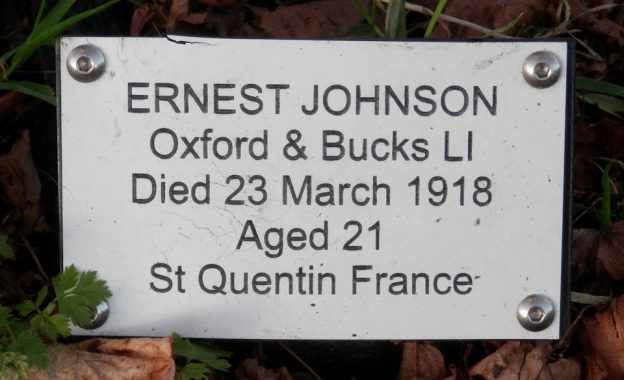 ERNEST JOHNSON
Oxford & Bucks LI
Died 23 March 1918
Aged 21
St Quentin France